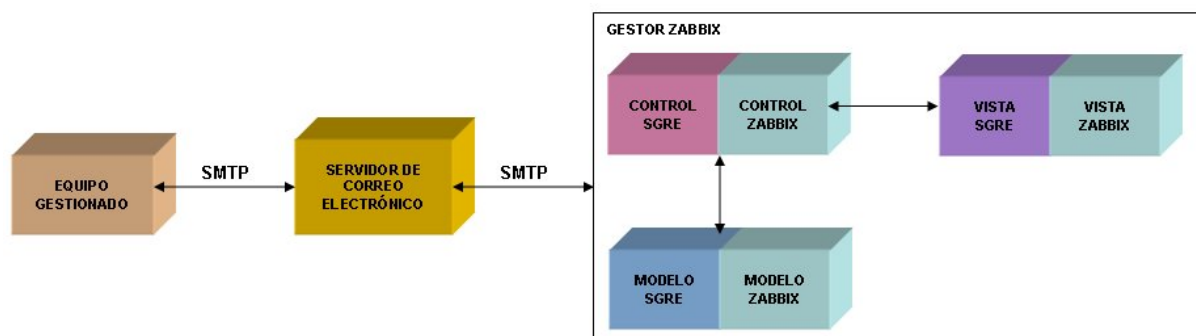 GESTOR ZABBIX
CONTROL
SGRE
CONTROL
ZABBIX
VISTA
SGRE
VISTA
ZABBIX
EQUIPO
GESTIONADO
SMTP
SERVIDOR DE
CORREO
ELECTRÓNICO
SMTP
MODELO
SGRE
MODELO
ZABBIX